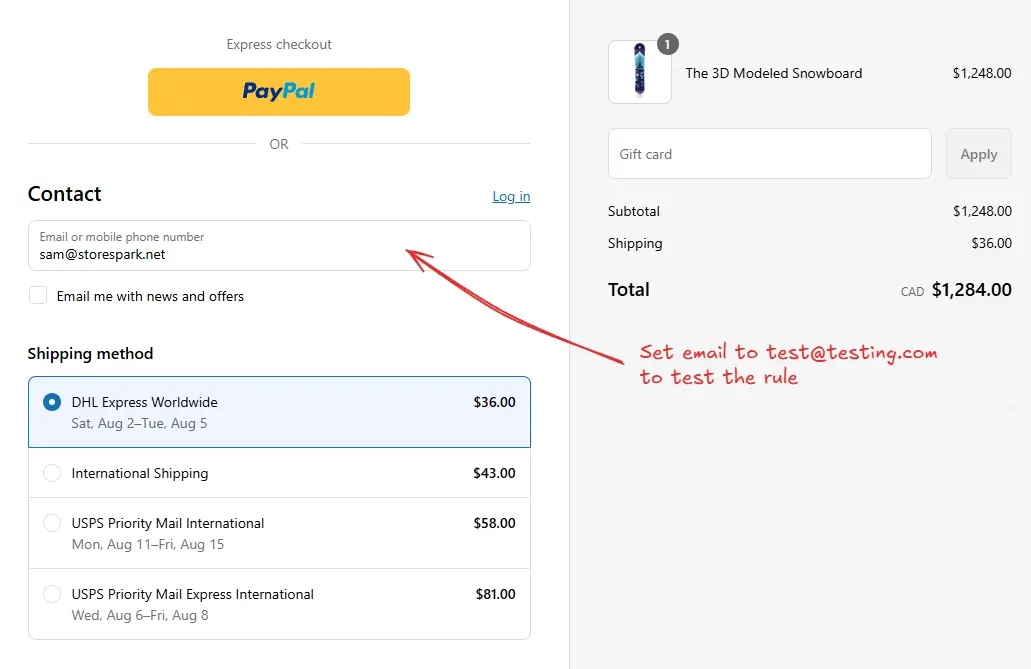 Express checkout
PayPal
OR
Contact
Log in
Email or mobile phone number
sam@storespark.net
Email me with news and offers
Shipping method
DHL Express Worldwide $36.00
Sat, Aug 2–Tue, Aug 5
International Shipping $43.00
USPS Priority Mail International $58.00
Mon, Aug 11–Fri, Aug 15
USPS Priority Mail Express International $81.00
Wed, Aug 6–Fri, Aug 8
1
The 3D Modeled Snowboard $1,248.00
Gift card Apply
Subtotal $1,248.00
Shipping $36.00
Total CAD $1,284.00
Set email to test@testing.com
to test the rule